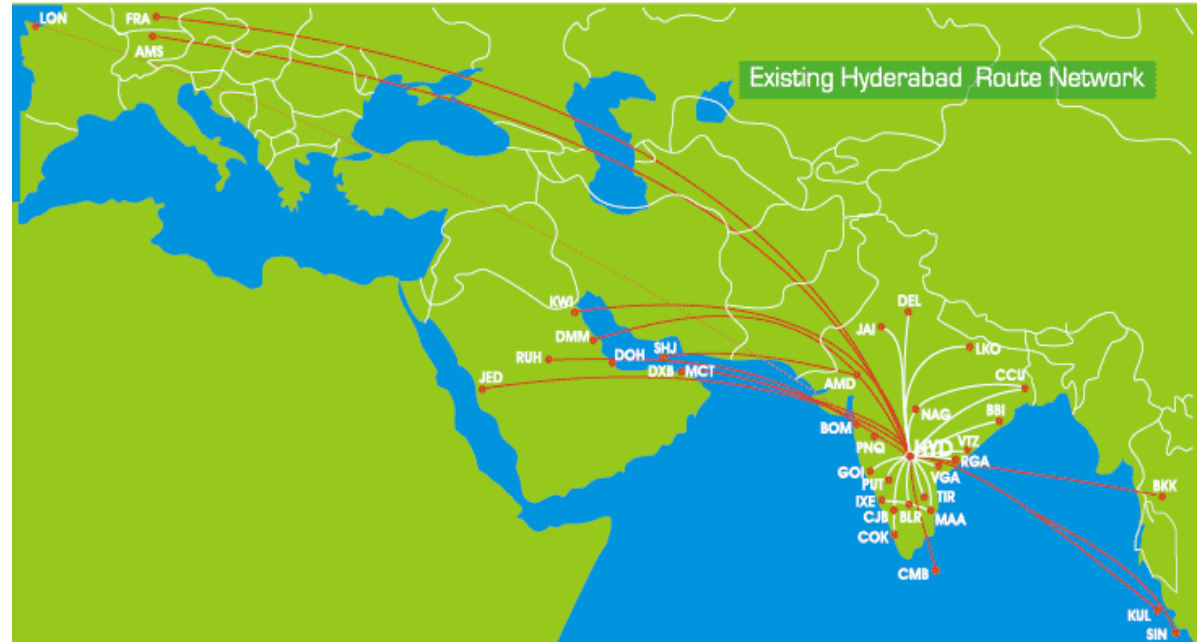 LON
FRA
AMS
Existing Hyderabad Route Network
KWI
DEL
DMM
JAI
RUH
DOH
SHJ
LKO
JED
DXB
MCT
AMD
CCU
NAG
BBI
BOM
PNQ
HYD
VTZ
RGA
GOI
PUT
VGA
BKK
IXE
TIR
CJB
BLR
MAA
COK
CMB
KUL
SIN